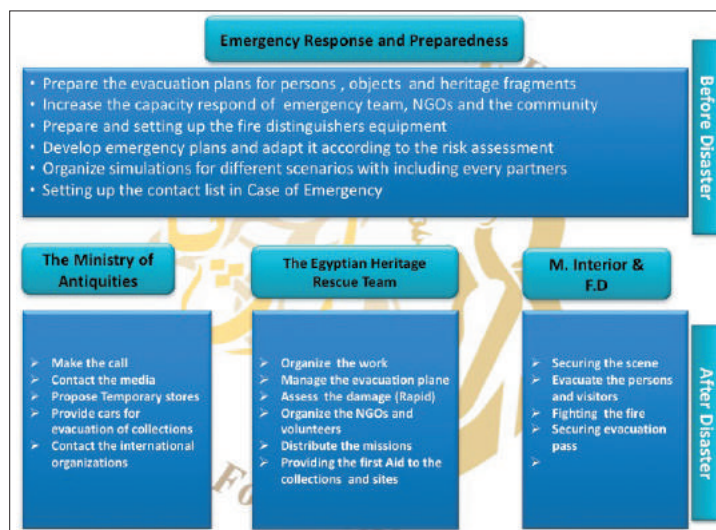 Emergency Response and Preparedness
• Prepare the evacuation plans for persons , objects and heritage fragments
• Increase the capacity respond of emergency team, NGOs and the community
• Prepare and setting up the fire distinguishers equipment
• Develop emergency plans and adapt it according to the risk assessment
• Organize simulations for different scenarios with including every partners
• Setting up the contact list in Case of Emergency
Before Disaster
The Ministry of
Antiquities
The Egyptian Heritage
Rescue Team
M. Interior &
F.D
➢ Make the call
➢ Contact the media
➢ Propose Temporary stores
➢ Provide cars for
evacuation of collections
➢ Contact the international
organizations
➢ Organize the work
➢ Manage the evacuation plane
➢ Assess the damage (Rapid)
➢ Organize the NGOs and
volunteers
➢ Distribute the missions
➢ Providing the first Aid to the
collections and sites
➢ Securing the scene
➢ Evacuate the persons
and visitors
➢ Fighting the fire
➢ Securing evacuation
pass
➢
After Disaster